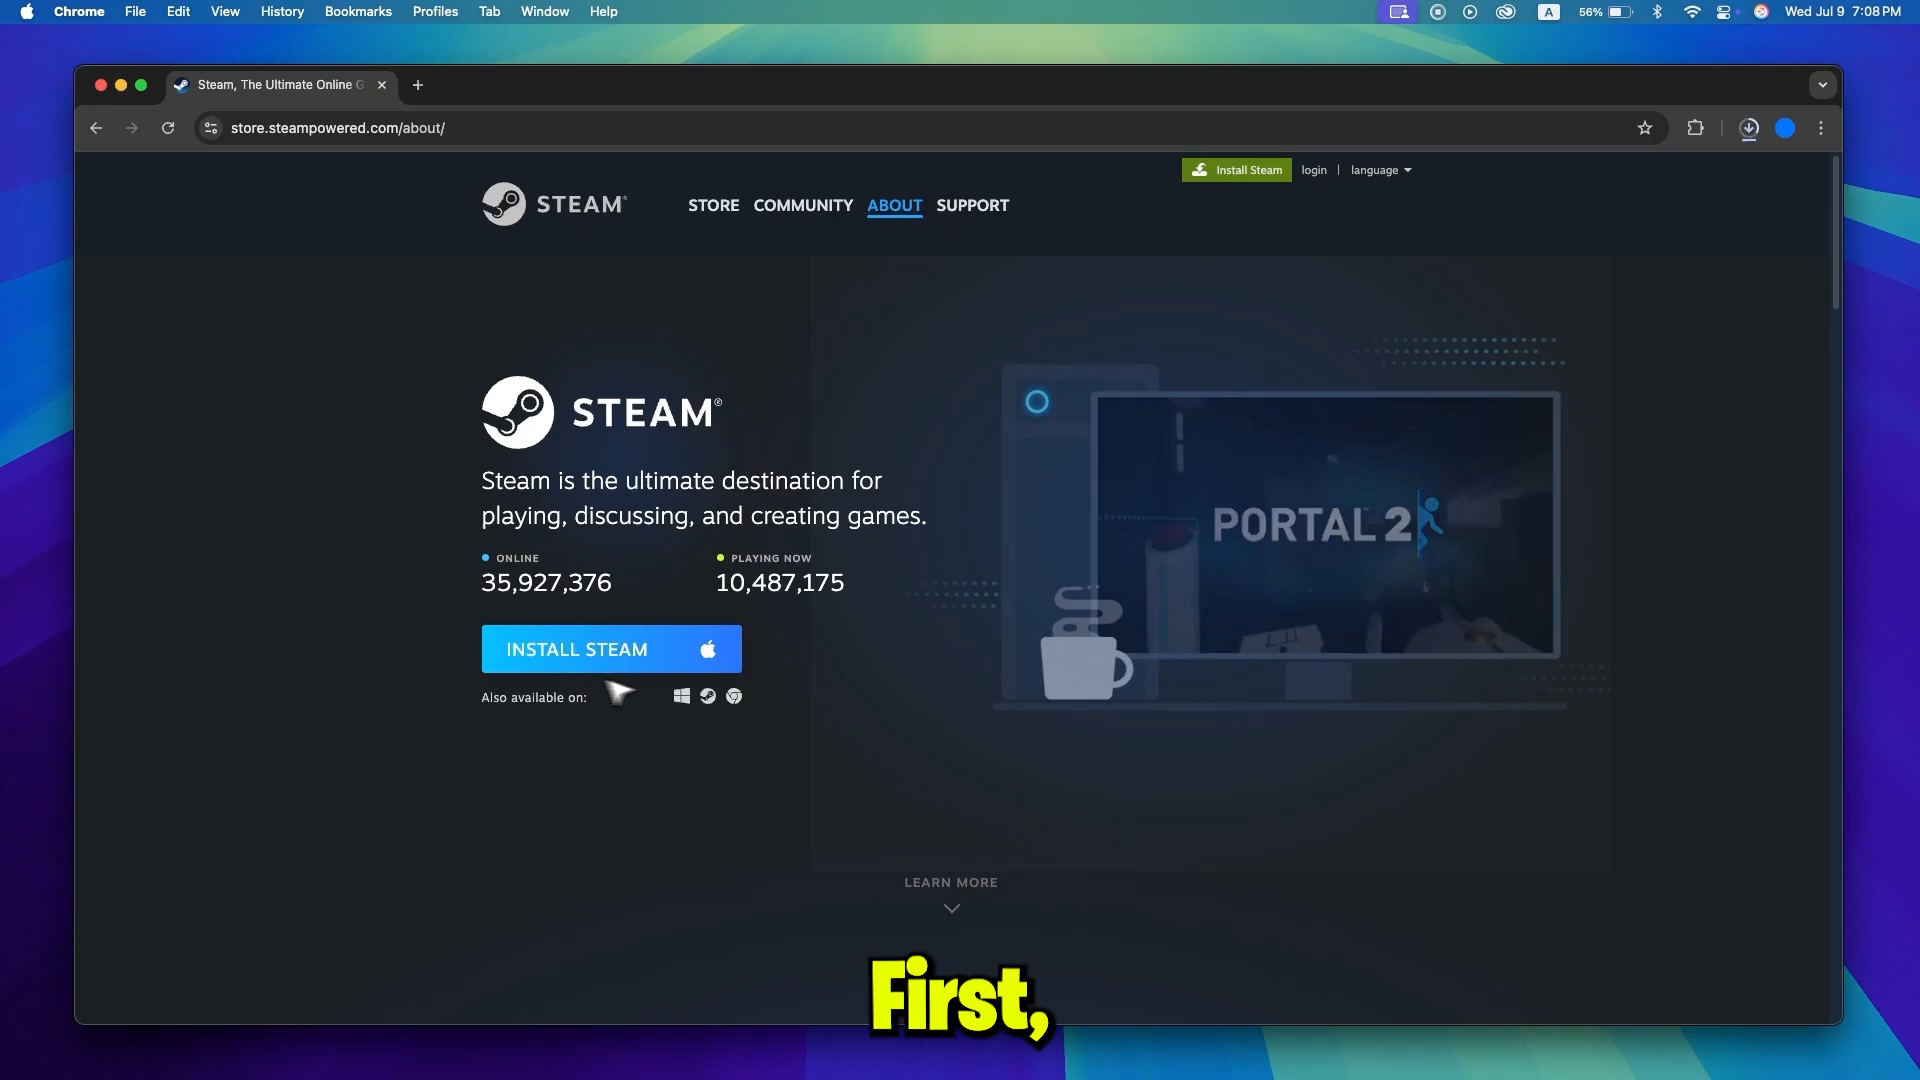 Chrome File Edit View History Bookmarks Profiles Tab Window Help
A 56% Wed Jul 9 7:08 PM
Steam, The Ultimate Online G
store.steampowered.com/about/
Install Steam login | language
STEAM® STORE COMMUNITY ABOUT SUPPORT
STEAM®
Steam is the ultimate destination for
playing, discussing, and creating games.
ONLINE PLAYING NOW
35,927,376 10,487,175
INSTALL STEAM
Also available on:
PORTAL 2
LEARN MORE
First,